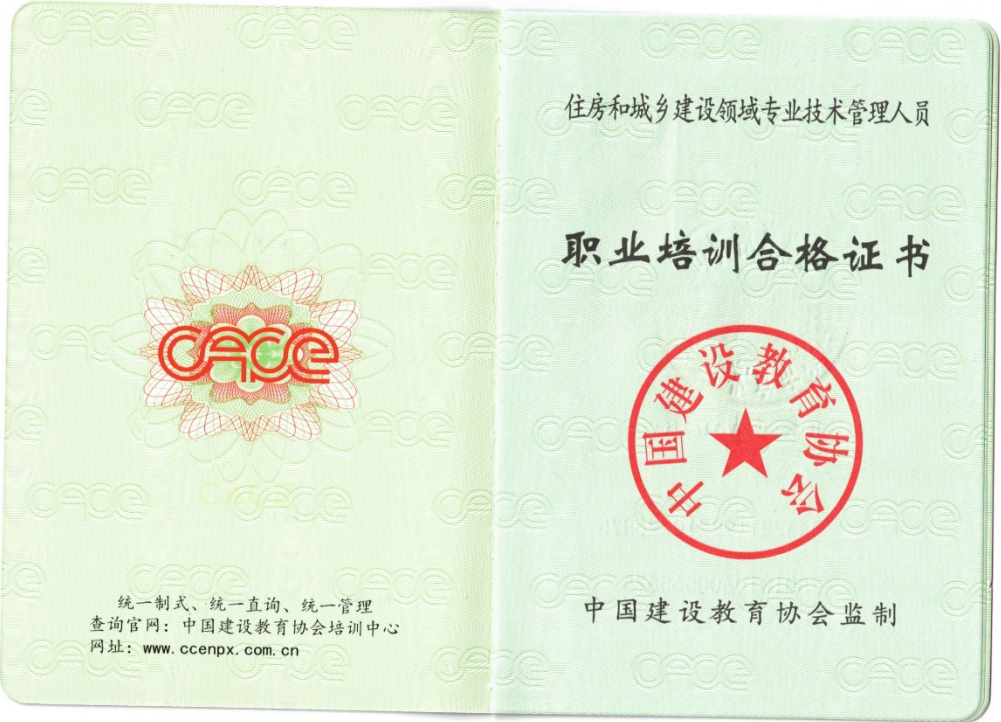 CACE
统一制式、统一直询、统一管理
查询官网：中国建设教育协会培训中心
网址：www.ccenpx.com.cn
住房和城乡建设领域专业技术管理人员
职业培训合格证书
中国建设教育协会
中国建设教育协会监制